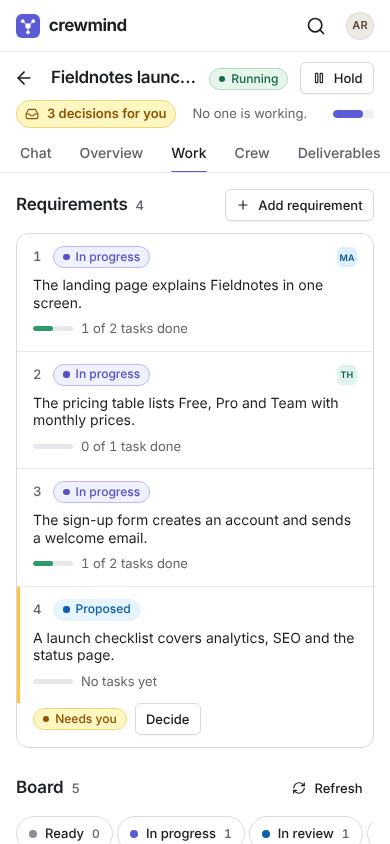 crewmind
AR
Fieldnotes launc...
Running
Hold
3 decisions for you
No one is working.
Chat
Overview
Work
Crew
Deliverables
Requirements 4
Add requirement
1
In progress
MA
The landing page explains Fieldnotes in one
screen.
1 of 2 tasks done
2
In progress
TH
The pricing table lists Free, Pro and Team with
monthly prices.
0 of 1 task done
3
In progress
The sign-up form creates an account and sends
a welcome email.
1 of 2 tasks done
4
Proposed
A launch checklist covers analytics, SEO and the
status page.
No tasks yet
Needs you
Decide
Board 5
Refresh
Ready 0
In progress 1
In review 1